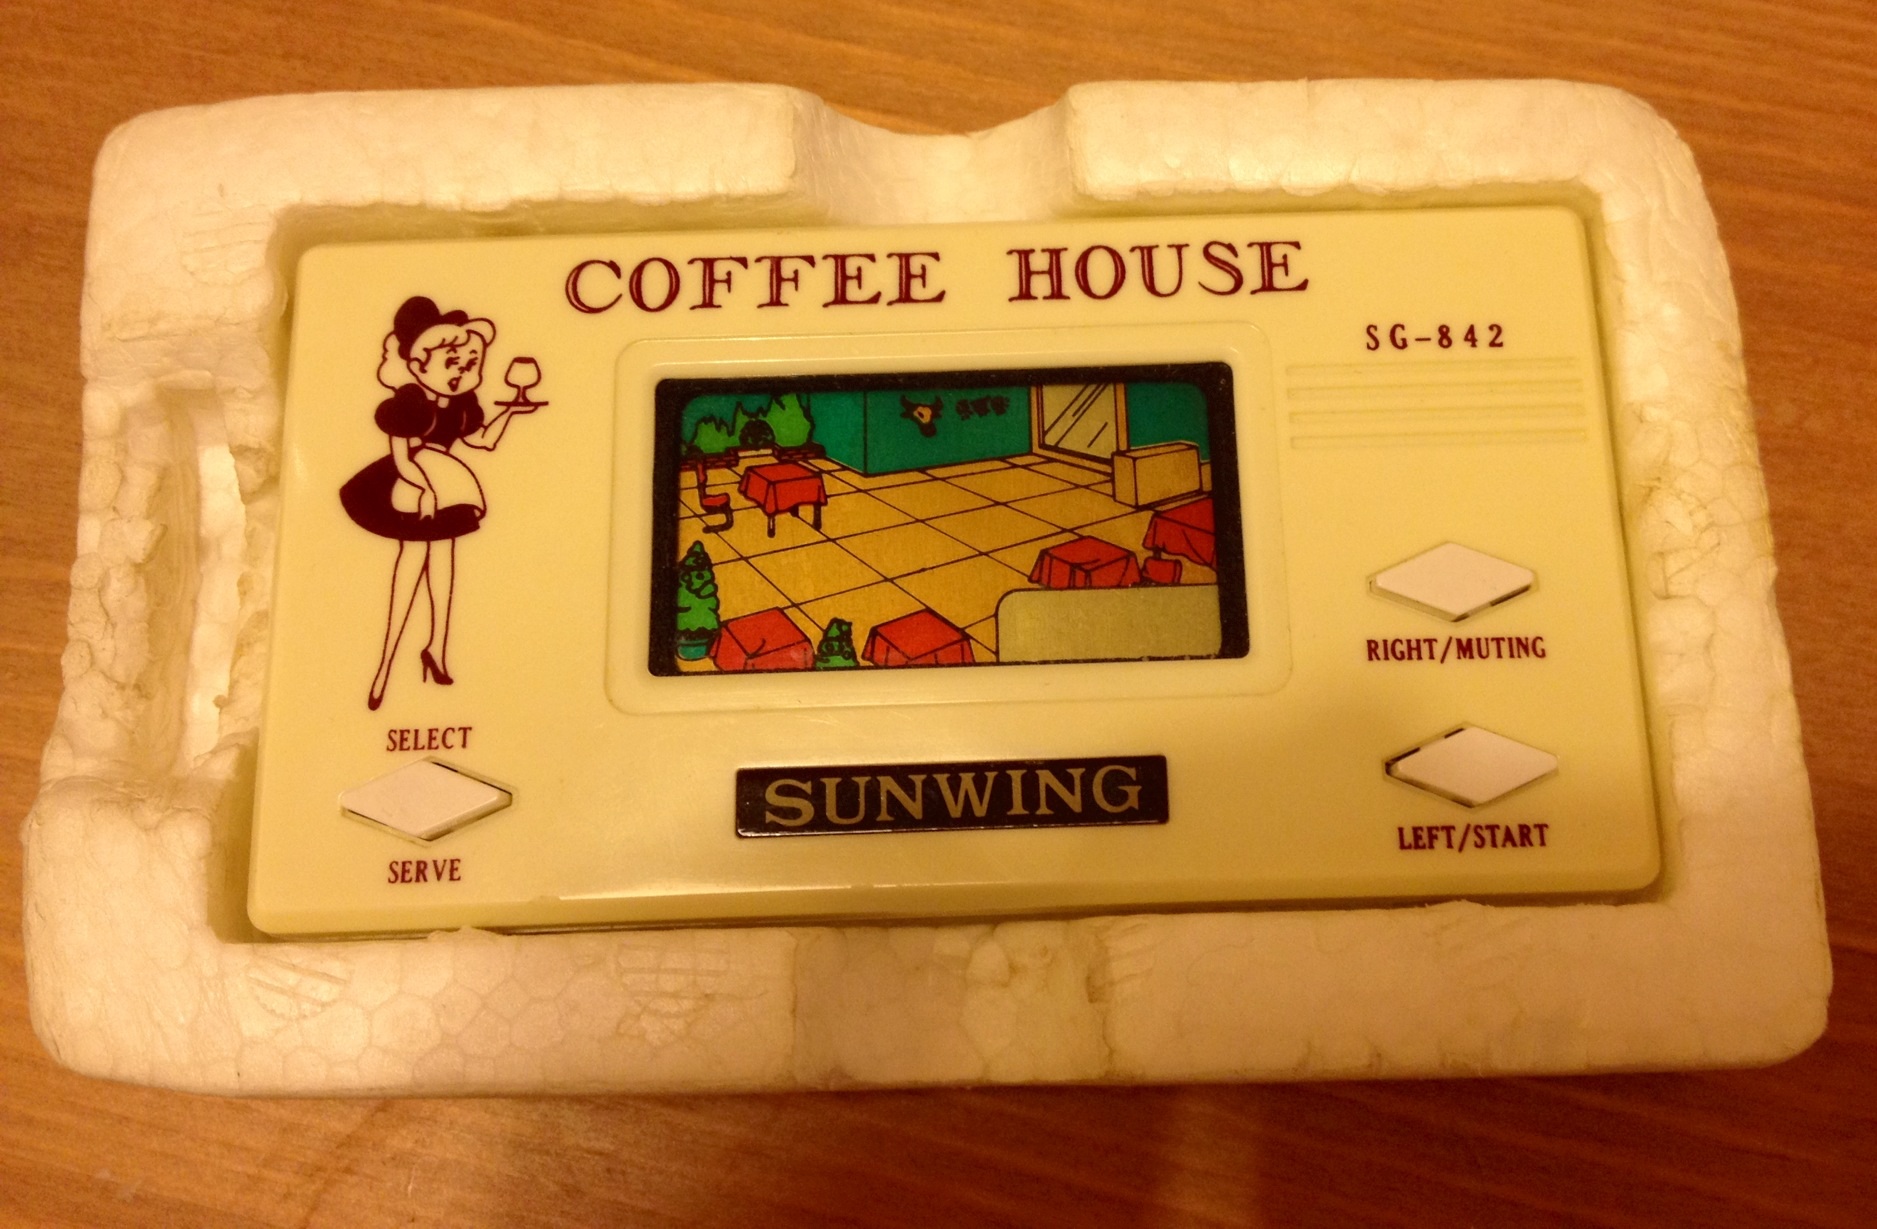 COFFEE HOUSE
SG-842
RIGHT/MUTING
SELECT
SERVE
SUNWING
LEFT/START